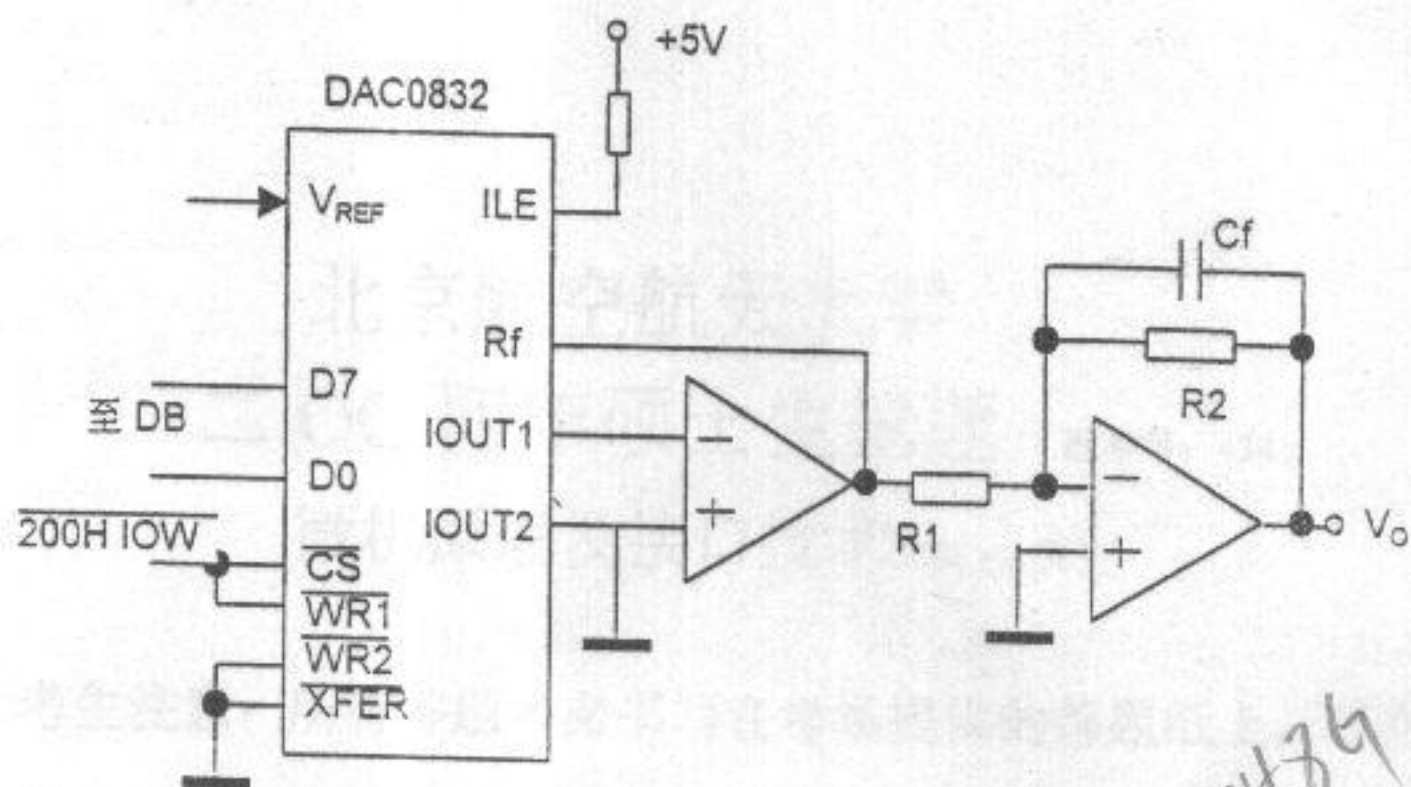 +5V
DAC0832
VREF
ILE
Cf
Rf
D7
至 DB
R2
IOUT1
D0
IOUT2
R1
Vo
200H IOW
CS
WR1
WR2
XFER